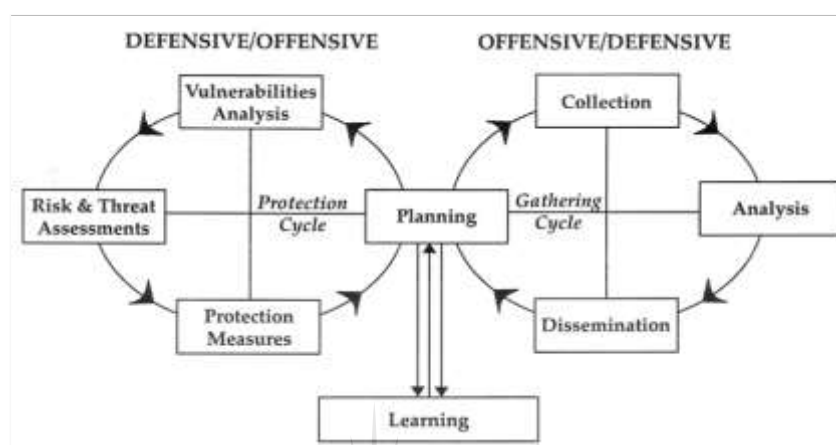 DEFENSIVE/OFFENSIVE
OFFENSIVE/DEFENSIVE
Vulnerabilities
Analysis
Collection
Risk & Threat
Assessments
Protection
Cycle
Planning
Gathering
Cycle
Analysis
Protection
Measures
Dissemination
Learning